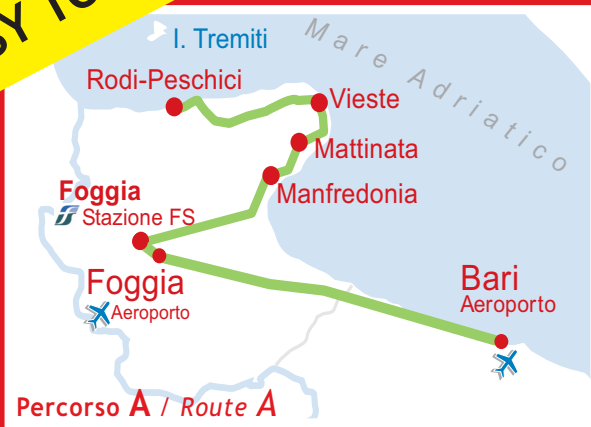 I. Tremiti
Mare Adriatico
Rodi-Peschici
Vieste
Mattinata
Manfredonia
Foggia
Stazione FS
Foggia
Aeroporto
Bari
Aeroporto
Percorso A / Route A